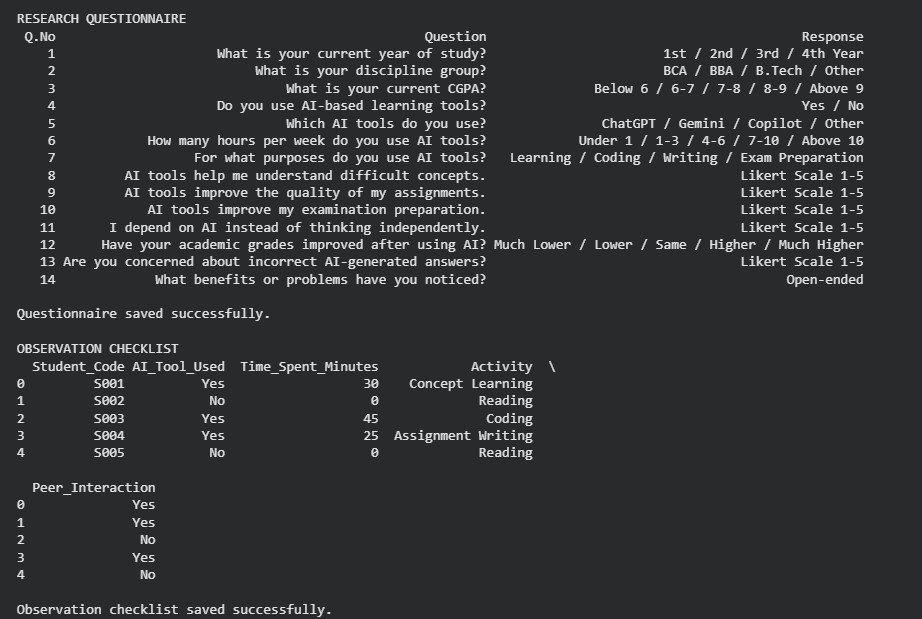 RESEARCH QUESTIONNAIRE
Q.No Question Response
1 What is your current year of study? 1st / 2nd / 3rd / 4th Year
2 What is your discipline group? BCA / BBA / B.Tech / Other
3 What is your current CGPA? Below 6 / 6-7 / 7-8 / 8-9 / Above 9
4 Do you use AI-based learning tools? Yes / No
5 Which AI tools do you use? ChatGPT / Gemini / Copilot / Other
6 How many hours per week do you use AI tools? Under 1 / 1-3 / 4-6 / 7-10 / Above 10
7 For what purposes do you use AI tools? Learning / Coding / Writing / Exam Preparation
8 AI tools help me understand difficult concepts. Likert Scale 1-5
9 AI tools improve the quality of my assignments. Likert Scale 1-5
10 AI tools improve my examination preparation. Likert Scale 1-5
11 I depend on AI instead of thinking independently. Likert Scale 1-5
12 Have your academic grades improved after using AI? Much Lower / Lower / Same / Higher / Much Higher
13 Are you concerned about incorrect AI-generated answers? Likert Scale 1-5
14 What benefits or problems have you noticed? Open-ended
Questionnaire saved successfully.
OBSERVATION CHECKLIST
Student_Code AI_Tool_Used Time_Spent_Minutes Activity \
0 S001 Yes 30 Concept Learning
1 S002 No 0 Reading
2 S003 Yes 45 Coding
3 S004 Yes 25 Assignment Writing
4 S005 No 0 Reading
Peer_Interaction
0 Yes
1 Yes
2 No
3 Yes
4 No
Observation checklist saved successfully.